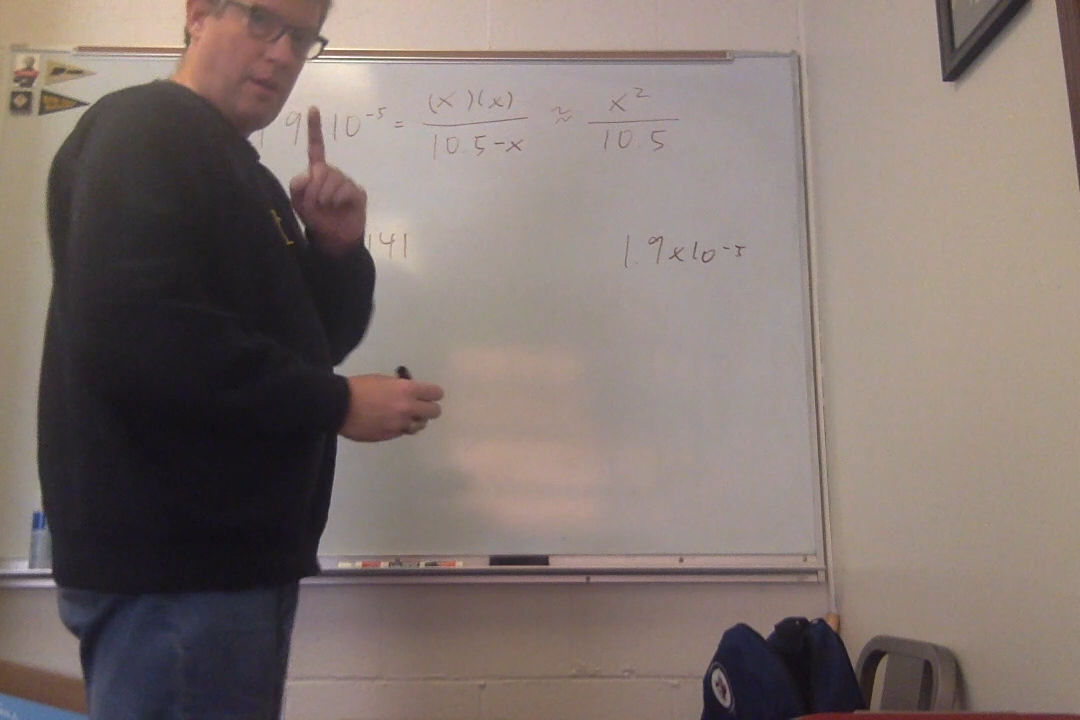 9 10⁻⁵ = (x)(x) / 10.5-x ≈ x² / 10.5
141
1.9x10⁻⁵